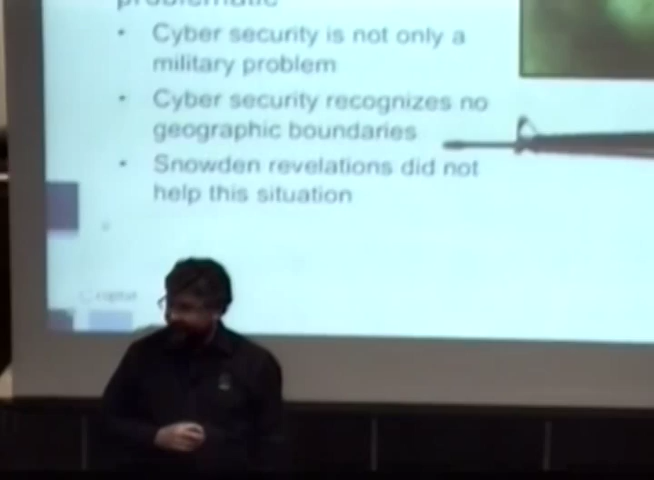 problematic
• Cyber security is not only a
military problem
• Cyber security recognizes no
geographic boundaries
• Snowden revelations did not
help this situation